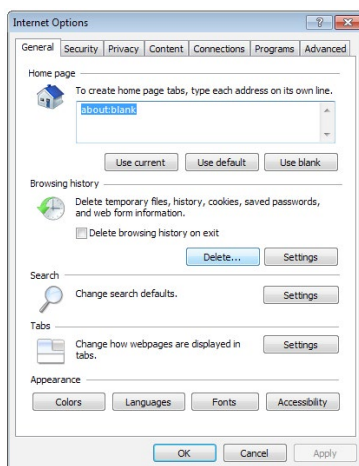 Internet Options
General Security Privacy Content Connections Programs Advanced
Home page
To create home page tabs, type each address on its own line.
about:blank
Use current Use default Use blank
Browsing history
Delete temporary files, history, cookies, saved passwords,
and web form information.
Delete browsing history on exit
Delete... Settings
Search
Change search defaults. Settings
Tabs
Change how webpages are displayed in Settings
tabs.
Appearance
Colors Languages Fonts Accessibility
OK Cancel Apply